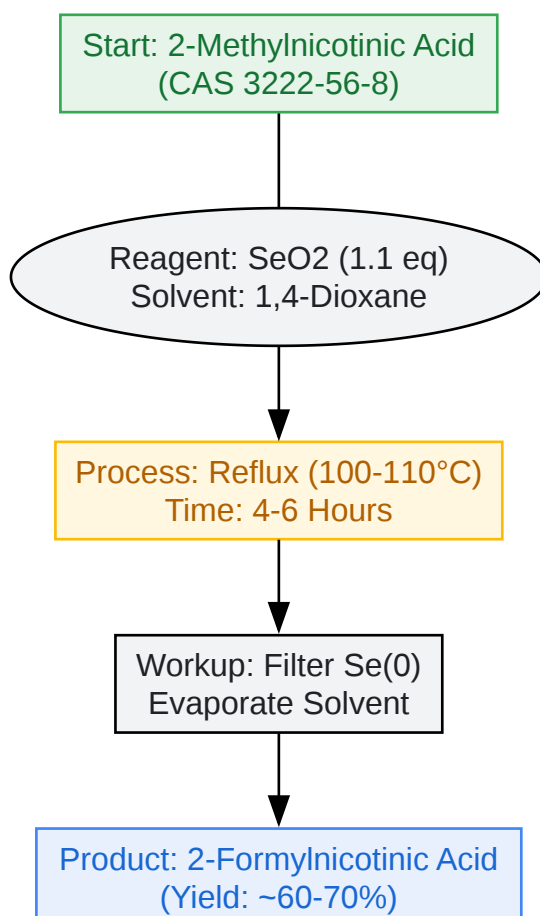 Start: 2-Methylnicotinic Acid
(CAS 3222-56-8)
Reagent: SeO2 (1.1 eq)
Solvent: 1,4-Dioxane
Process: Reflux (100-110°C)
Time: 4-6 Hours
Workup: Filter Se(0)
Evaporate Solvent
Product: 2-Formylnicotinic Acid
(Yield: ~60-70%)